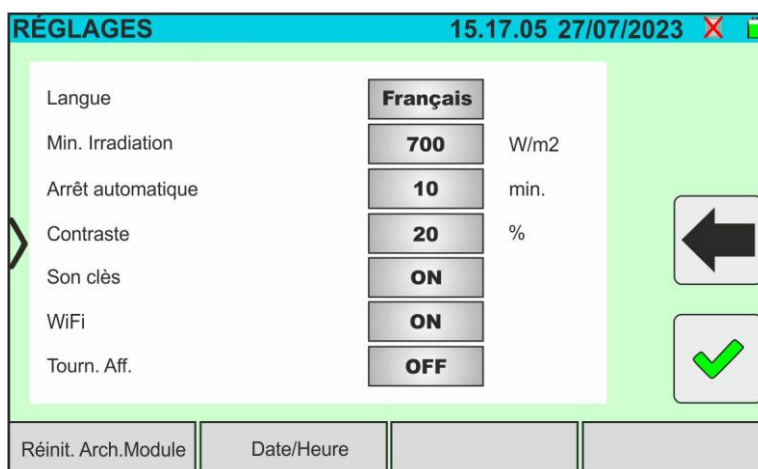 RÉGLAGES 15.17.05 27/07/2023
Langue Français
Min. Irradiation 700 W/m2
Arrêt automatique 10 min.
Contraste 20 %
Son clès ON
WiFi ON
Tourn. Aff. OFF
Réinit. Arch.Module Date/Heure